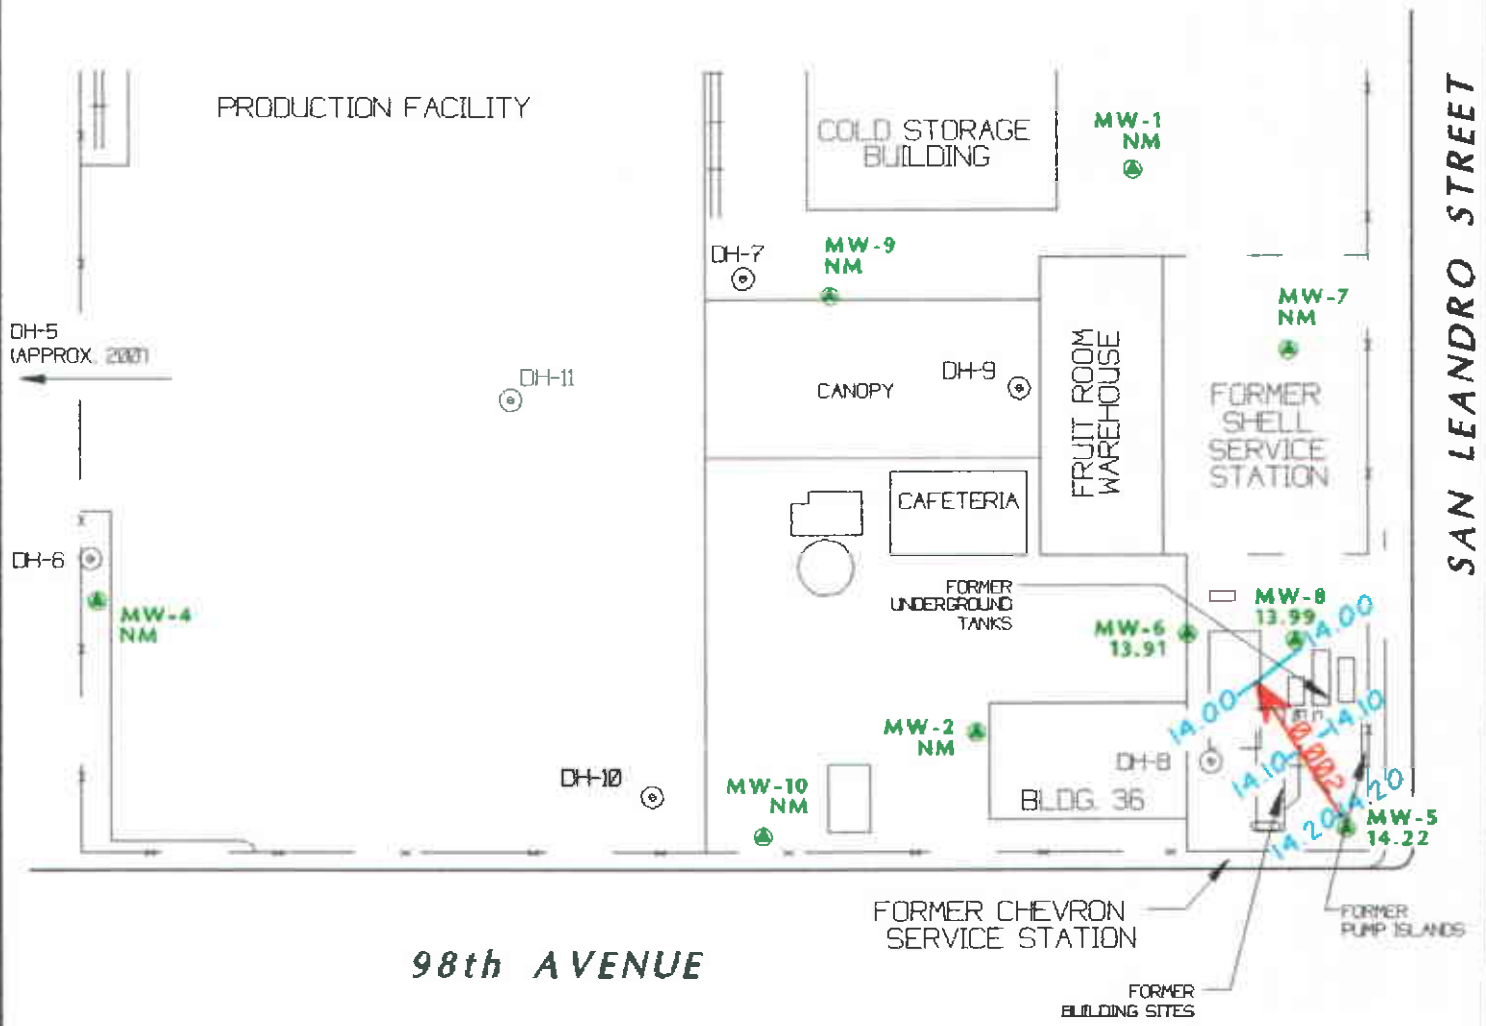 PRODUCTION FACILITY
COLD STORAGE
BUILDING
MW-1
NM
SAN LEANDRO STREET
DH-7
MW-9
NM
MW-7
NM
DH-5
(APPROX. 200')
DH-11
CANOPY
DH-9
FRUIT ROOM
WAREHOUSE
FORMER
SHELL
SERVICE
STATION
CAFETERIA
DH-6
MW-4
NM
FORMER
UNDERGROUND
TANKS
MW-6
13.91
MW-8
13.99
14.00
14.00
MW-2
NM
14.10
0.002
DH-8
14.10
14.20
DH-10
MW-10
NM
BLDG. 36
14.20
MW-5
14.22
FORMER CHEVRON
SERVICE STATION
FORMER
PUMP ISLANDS
98th AVENUE
FORMER
BUILDING SITES